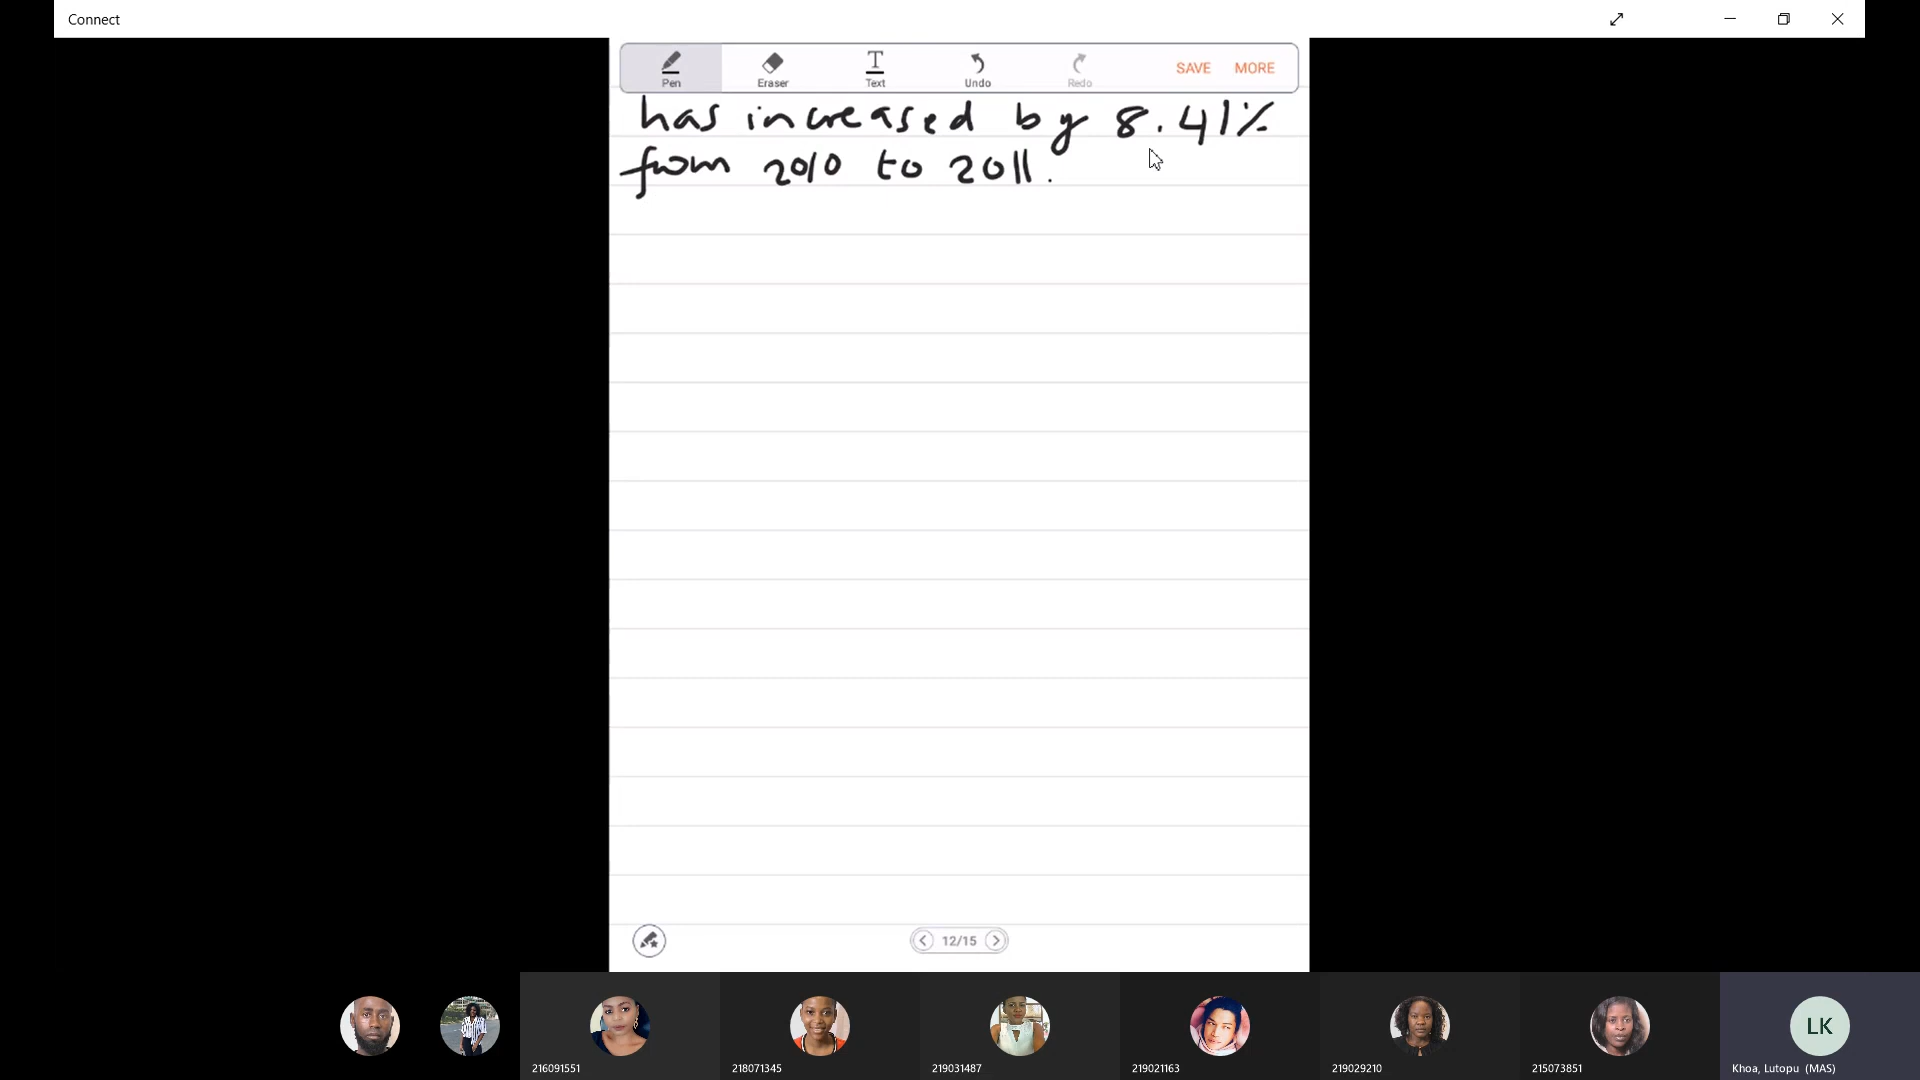 Connect
Pen
Eraser
Text
Undo
Redo
SAVE
MORE
has increased by 8.41%
from 2010 to 2011.
12/15
216091551
218071345
219031487
219021163
219029210
215073851
LK
Khoa, Lutopu (MAS)